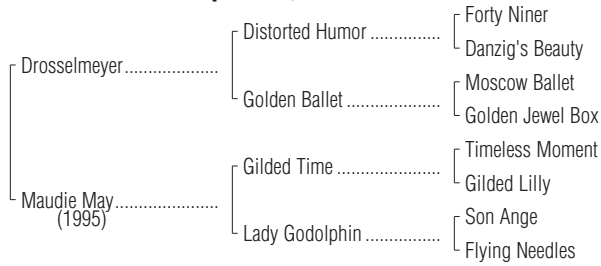 Forty Niner
Distorted Humor ...............
Danzig's Beauty
Drosselmeyer....................
Moscow Ballet
Golden Ballet ....................
Golden Jewel Box
Timeless Moment
Gilded Time ......................
Gilded Lilly
Maudie May......................
(1995)
Son Ange
Lady Godolphin ................
Flying Needles